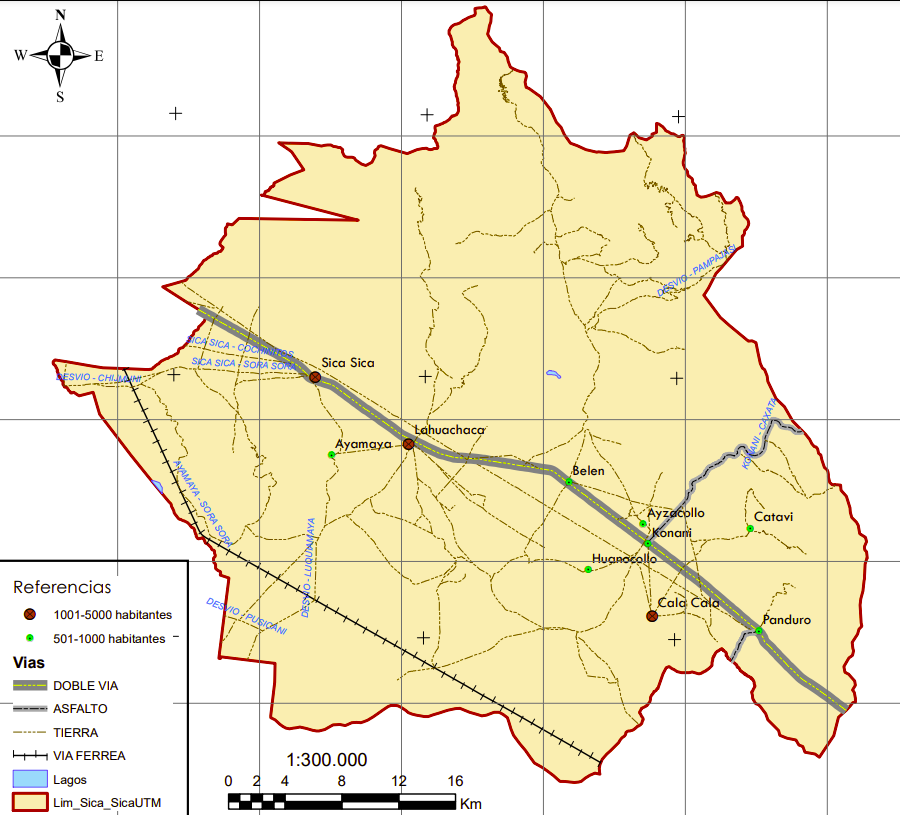 N
W E
S
DESVIO - PAMPAJASI
SICA SICA - COCHIMITOS
SICA SICA - SORA SORA
Sica Sica
DESVIO - CHIJMUNI
KONANI - CAXATA
Lahuachaca
Ayamaya
Belen
AYAMAYA - SORA SORA
Ayzacollo
Catavi
Konani
DESVIO - LUQUIAMAYA
Huanocollo
Cala Cala
DESVIO - PUSICANI
Panduro
Referencias
1001-5000 habitantes
501-1000 habitantes
Vias
DOBLE VIA
ASFALTO
TIERRA
VIA FERREA
Lagos
Lim_Sica_SicaUTM
1:300.000
0 2 4 8 12 16
Km